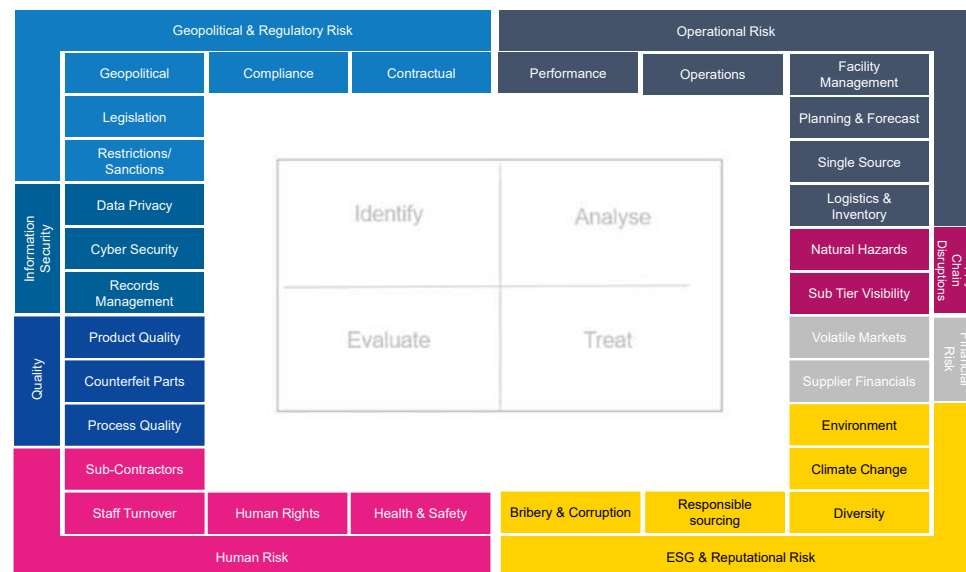 Geopolitical & Regulatory Risk
Operational Risk
Geopolitical
Compliance
Contractual
Performance
Operations
Facility
Management
Legislation
Planning & Forecast
Restrictions/
Sanctions
Single Source
Information
Security
Data Privacy
Logistics &
Inventory
Cyber Security
Natural Hazards
Chain
Disruptions
Records
Management
Sub Tier Visibility
Identify
Analyse
Evaluate
Treat
Quality
Product Quality
Volatile Markets
Financial
Risk
Counterfeit Parts
Supplier Financials
Process Quality
Environment
Sub-Contractors
Climate Change
Staff Turnover
Human Rights
Health & Safety
Bribery & Corruption
Responsible
sourcing
Diversity
Human Risk
ESG & Reputational Risk